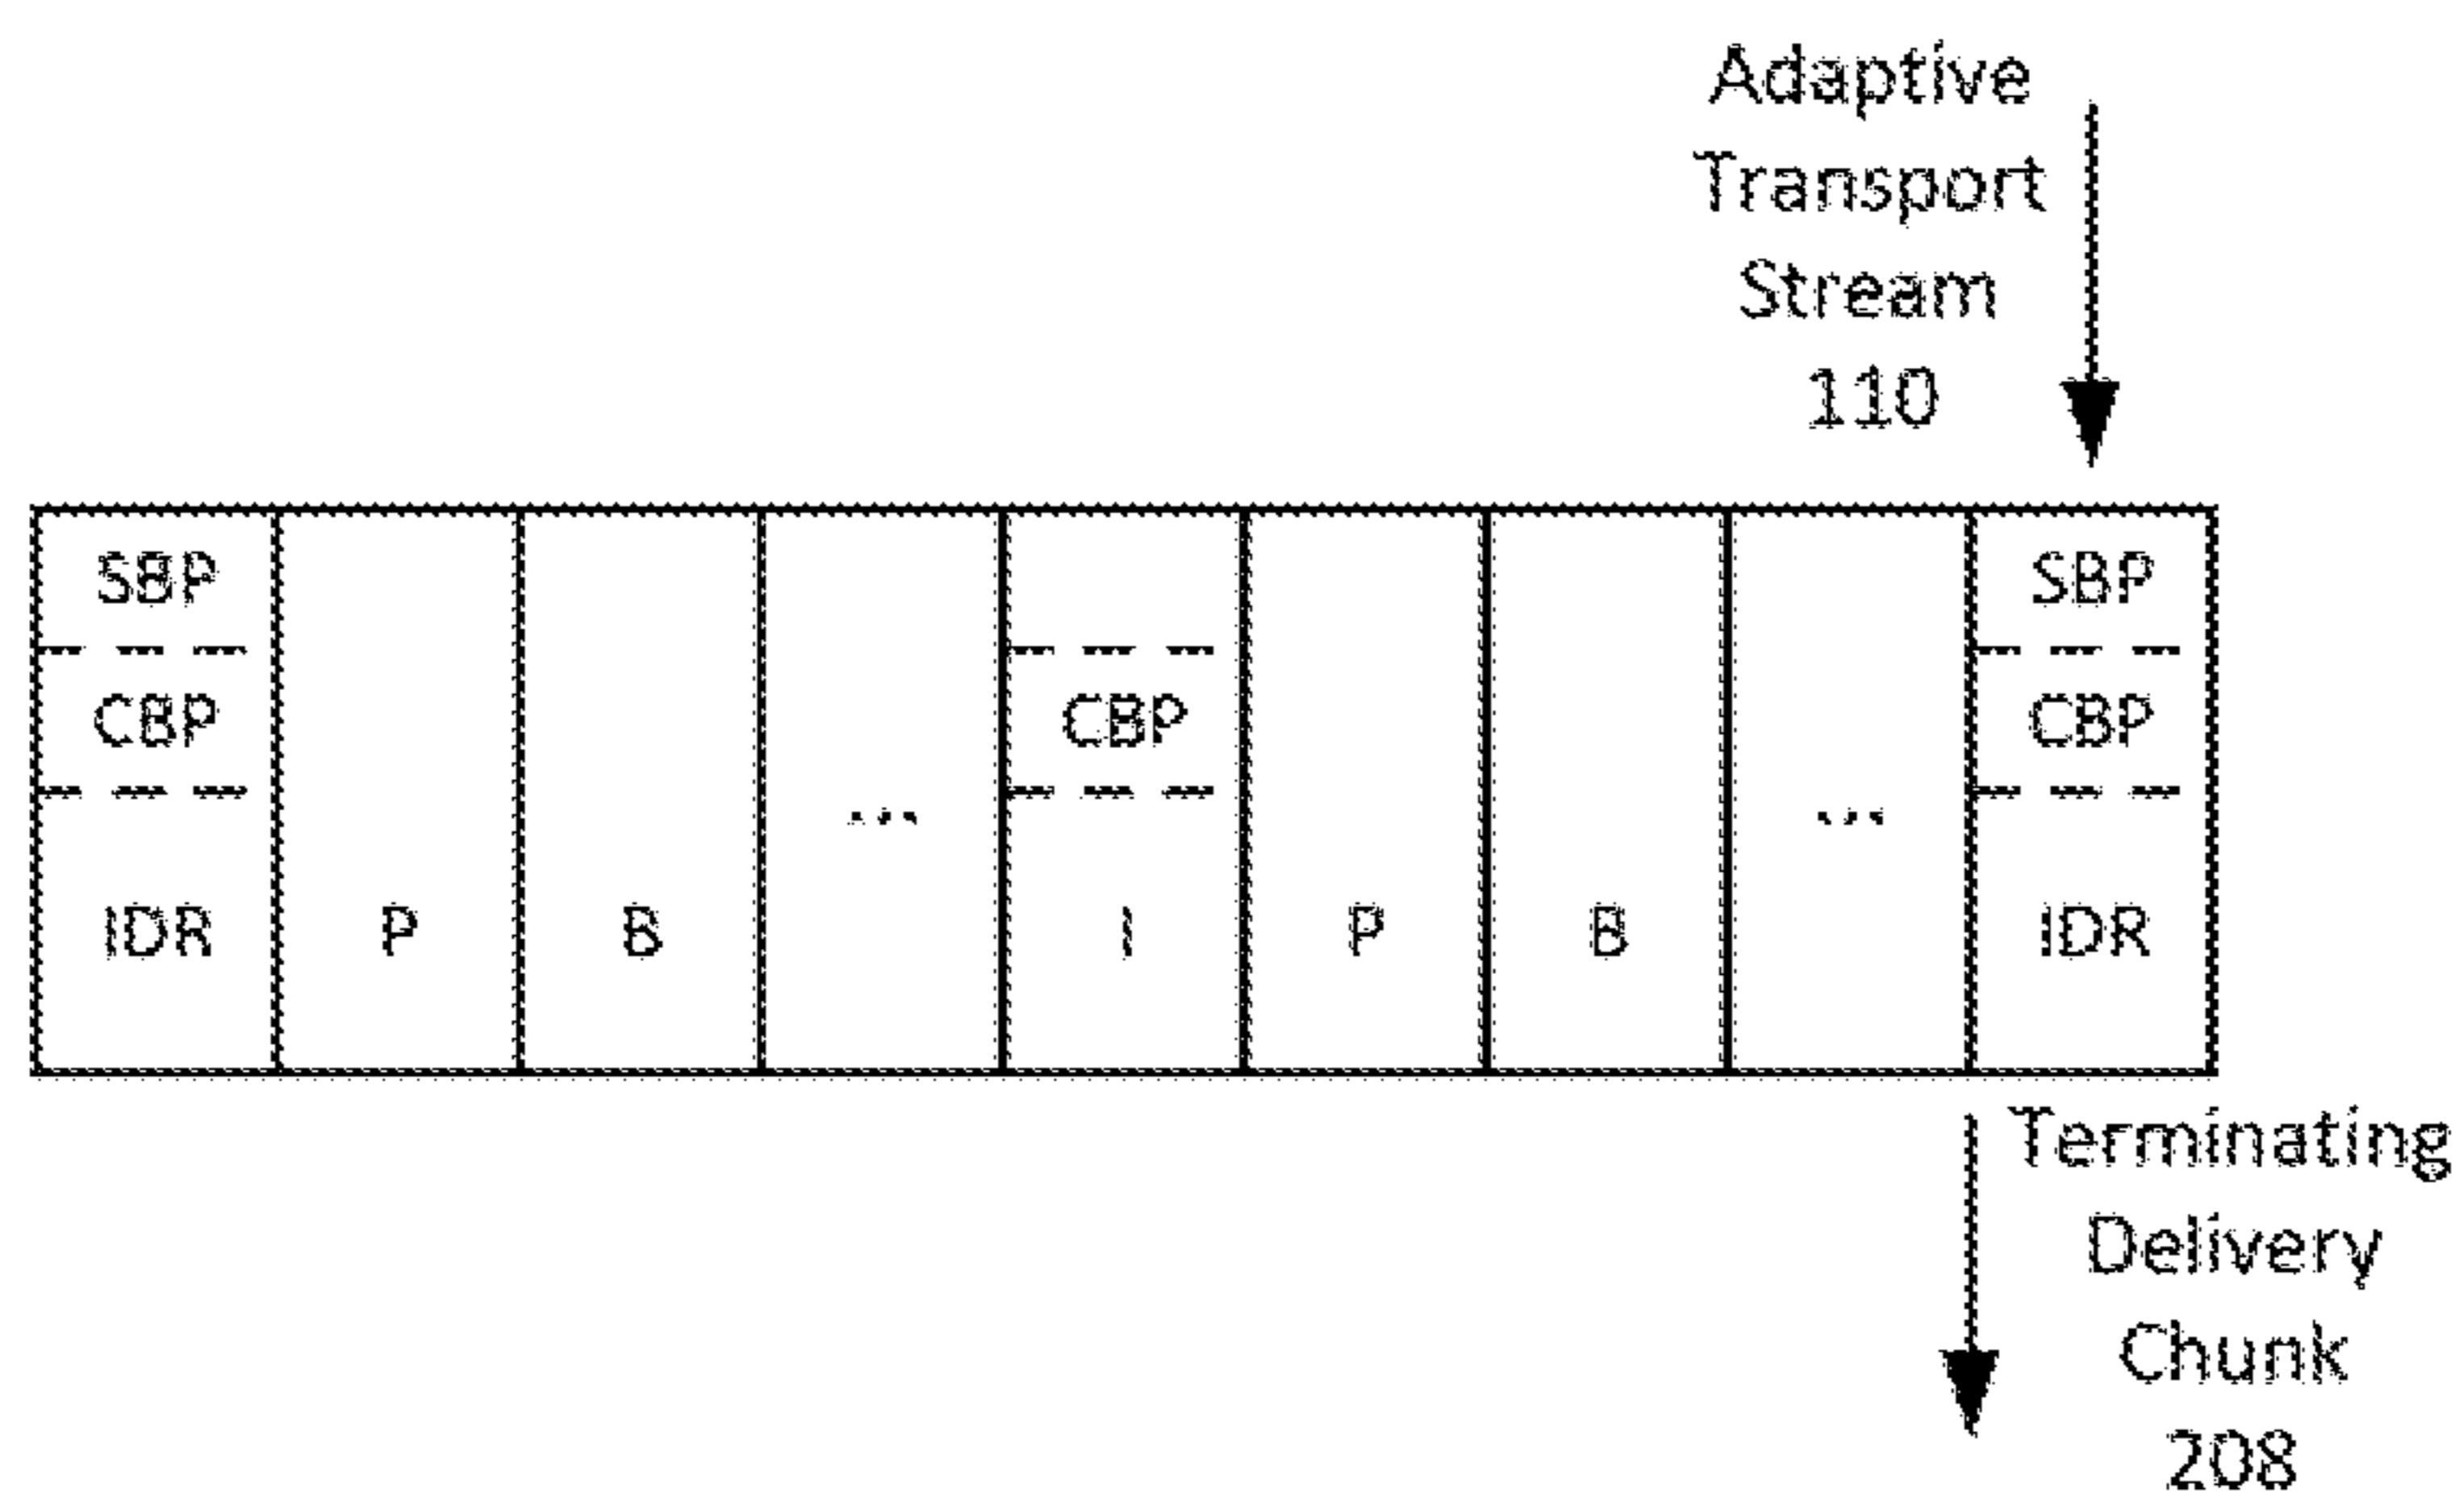 Adaptive
Transport
Stream
110
SBP SBP
CBP CBP CBP
... ...
IDR P B I P B IDR
Terminating
Delivery
Chunk
208